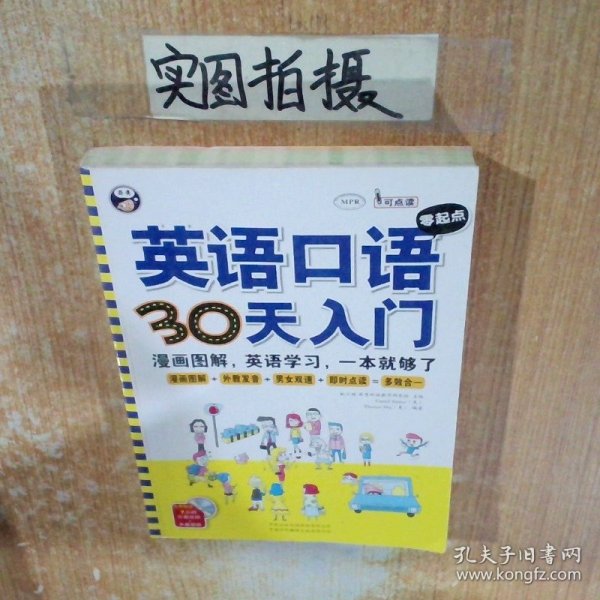 实图拍摄
MPR
可点读
零起点
英语口语
30天入门
漫画图解，英语学习，一本就够了
漫画图解 + 外教发音 + 男女双速 + 即时点读 = 多效合一
孔夫子旧书网
www.kongfz.com